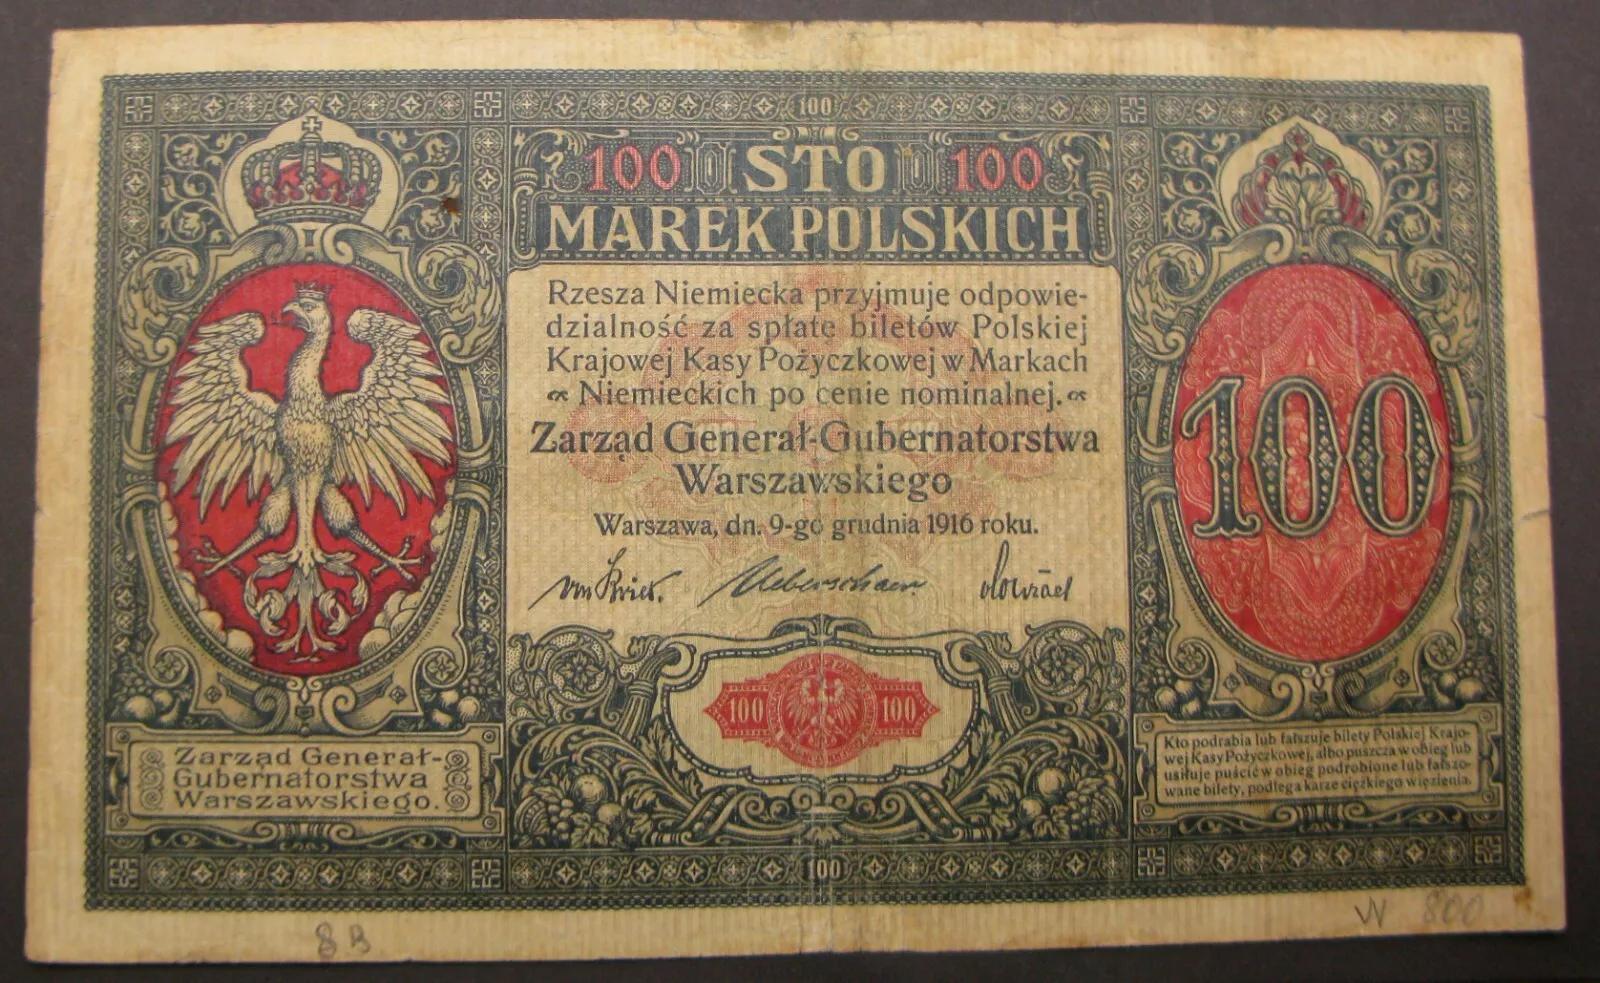 100
100 STO 100
MAREK POLSKICH
Rzesza Niemiecka przyjmuje odpowie-
dzialność za spłatę biletów Polskiej
Krajowej Kasy Pożyczkowej w Markach
Niemieckich po cenie nominalnej.
Zarząd Generał-Gubernatorstwa
Warszawskiego
Warszawa, dn. 9-go grudnia 1916 roku.
100
100 100
Zarząd Generał-
Gubernatorstwa
Warszawskiego.
Kto podrabia lub fałszuje bilety Polskiej Krajo-
wej Kasy Pożyczkowej, albo puszcza w obieg lub
usiłuje puścić w obieg podrobione lub fałszo-
wane bilety, podlega karze ciężkiego więzienia.
100
8B
W 800